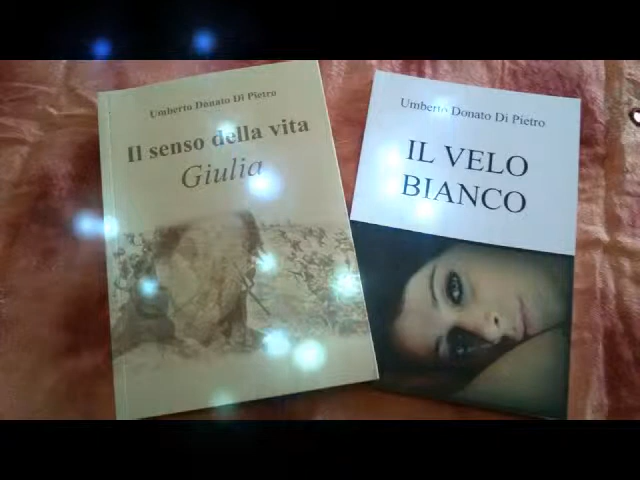 Umberto Donato Di Pietro
Il senso della vita
Giulia
Umberto Donato Di Pietro
IL VELO
BIANCO